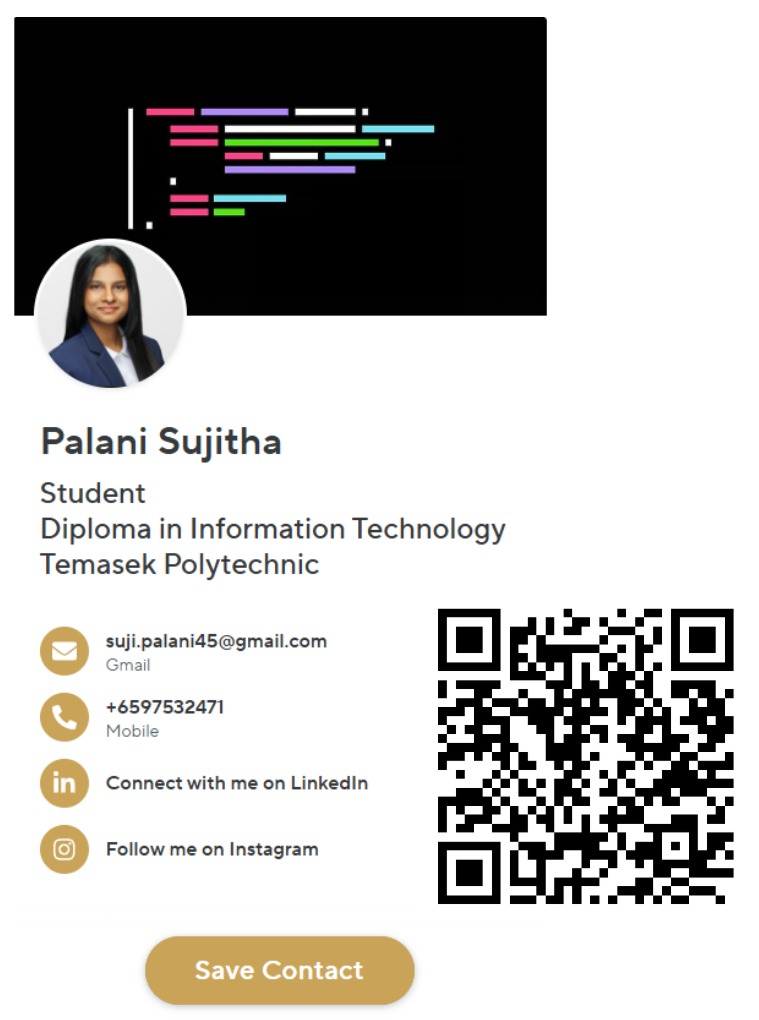 Palani Sujitha
Student
Diploma in Information Technology
Temasek Polytechnic
suji.palani45@gmail.com
Gmail
+6597532471
Mobile
in
Connect with me on LinkedIn
Follow me on Instagram
Save Contact